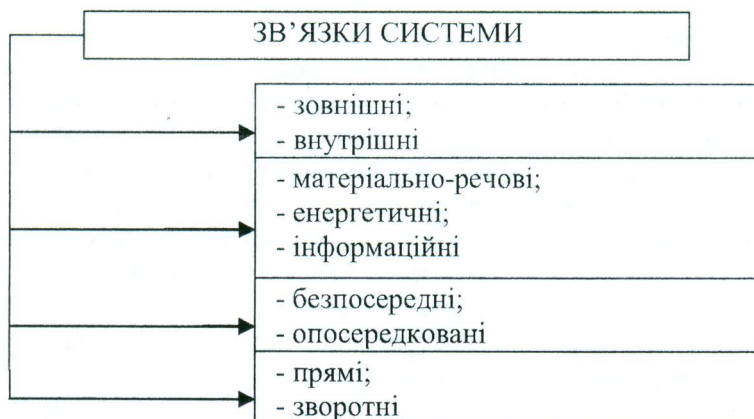 ЗВ’ЯЗКИ СИСТЕМИ
- зовнішні;
- внутрішні
- матеріально-речові;
- енергетичні;
- інформаційні
- безпосередні;
- опосередковані
- прямі;
- зворотні